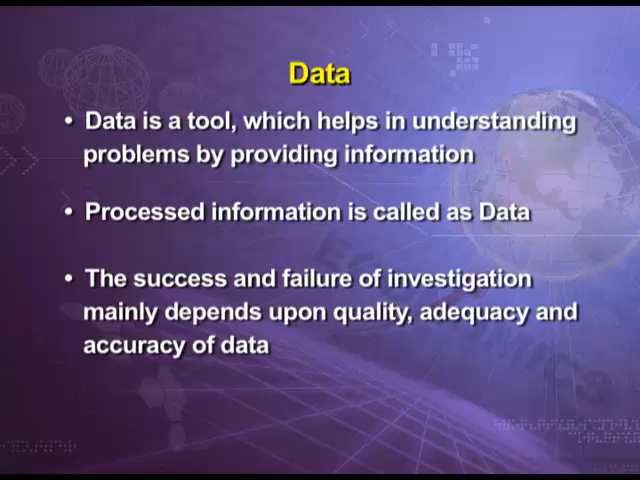 Data
• Data is a tool, which helps in understanding
problems by providing information
• Processed information is called as Data
• The success and failure of investigation
mainly depends upon quality, adequacy and
accuracy of data
Economics